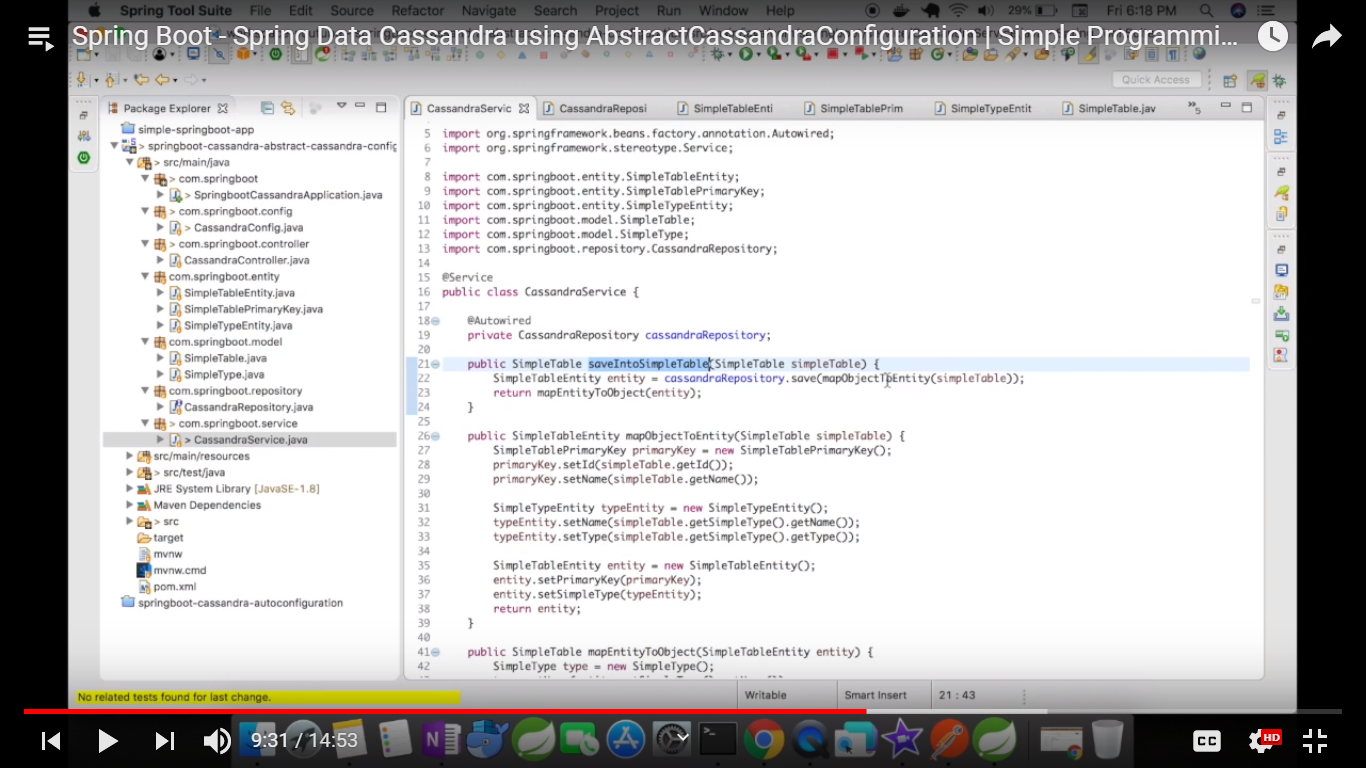 Spring Tool Suite File Edit Source Refactor Navigate Search Project Run Window Help 29% Fri 6:18 PM
Spring Boot - Spring Data Cassandra using AbstractCassandraConfiguration | Simple Programmi...
Quick Access
Package Explorer
simple-springboot-app
> springboot-cassandra-abstract-cassandra-config
> src/main/java
> com.springboot
> SpringbootCassandraApplication.java
> com.springboot.config
> CassandraConfig.java
> com.springboot.controller
CassandraController.java
com.springboot.entity
SimpleTableEntity.java
SimpleTablePrimaryKey.java
SimpleTypeEntity.java
com.springboot.model
SimpleTable.java
SimpleType.java
> com.springboot.repository
CassandraRepository.java
> com.springboot.service
> CassandraService.java
src/main/resources
> src/test/java
JRE System Library [JavaSE-1.8]
Maven Dependencies
> src
target
mvnw
mvnw.cmd
pom.xml
springboot-cassandra-autoconfiguration
CassandraServic CassandraReposi SimpleTableEnti SimpleTablePrim SimpleTypeEntit SimpleTable.jav »5
5 import org.springframework.beans.factory.annotation.Autowired;
6 import org.springframework.stereotype.Service;
7
8 import com.springboot.entity.SimpleTableEntity;
9 import com.springboot.entity.SimpleTablePrimaryKey;
10 import com.springboot.entity.SimpleTypeEntity;
11 import com.springboot.model.SimpleTable;
12 import com.springboot.model.SimpleType;
13 import com.springboot.repository.CassandraRepository;
14
15 @Service
16 public class CassandraService {
17
18 @Autowired
19 private CassandraRepository cassandraRepository;
20
21 public SimpleTable saveIntoSimpleTable(SimpleTable simpleTable) {
22 SimpleTableEntity entity = cassandraRepository.save(mapObjectToEntity(simpleTable));
23 return mapEntityToObject(entity);
24 }
25
26 public SimpleTableEntity mapObjectToEntity(SimpleTable simpleTable) {
27 SimpleTablePrimaryKey primaryKey = new SimpleTablePrimaryKey();
28 primaryKey.setId(simpleTable.getId());
29 primaryKey.setName(simpleTable.getName());
30
31 SimpleTypeEntity typeEntity = new SimpleTypeEntity();
32 typeEntity.setName(simpleTable.getSimpleType().getName());
33 typeEntity.setType(simpleTable.getSimpleType().getType());
34
35 SimpleTableEntity entity = new SimpleTableEntity();
36 entity.setPrimaryKey(primaryKey);
37 entity.setSimpleType(typeEntity);
38 return entity;
39 }
40
41 public SimpleTable mapEntityToObject(SimpleTableEntity entity) {
42 SimpleType type = new SimpleType();
No related tests found for last change. Writable Smart Insert 21 : 43
9:31 / 14:53 CC HD